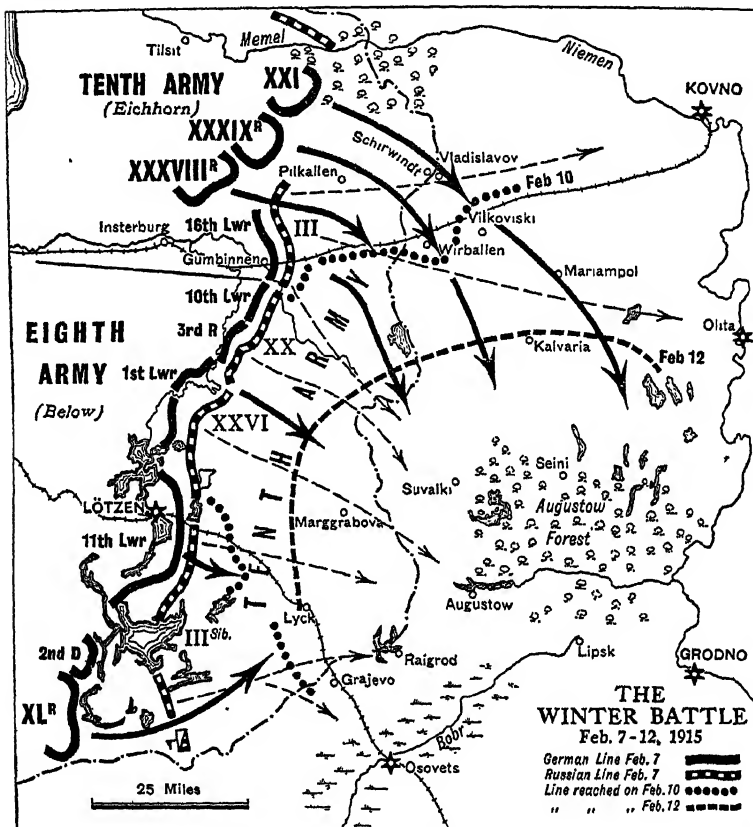 Tilsit
Memel
Niemen
TENTH ARMY
(Eichhorn)
XXI
KOVNO
XXXIXᴿ
XXXVIIIᴿ
Schirwindt
Vladislavov
Pilkallen
Feb 10
16th Lwr
III
Vilkoviski
Insterburg
Wirballen
Gumbinnen
Mariampol
10th Lwr
EIGHTH
ARMY
(Below)
3rd R
Olita
XX
Kalvaria
Feb 12
1st Lwr
XXVI
TENTH ARMY
Seini
Suvalki
Augustow
Forest
LÖTZEN
Marggrabova
11th Lwr
Augustow
Lyck
III Sib.
Lipsk
2nd D
Raigrod
GRODNO
XLᴿ
Grajevo
Bobr
Osovets
THE
WINTER BATTLE
Feb. 7-12, 1915
German Line Feb. 7
Russian Line Feb. 7
Line reached on Feb. 10
„ „ „ Feb. 12
25 Miles